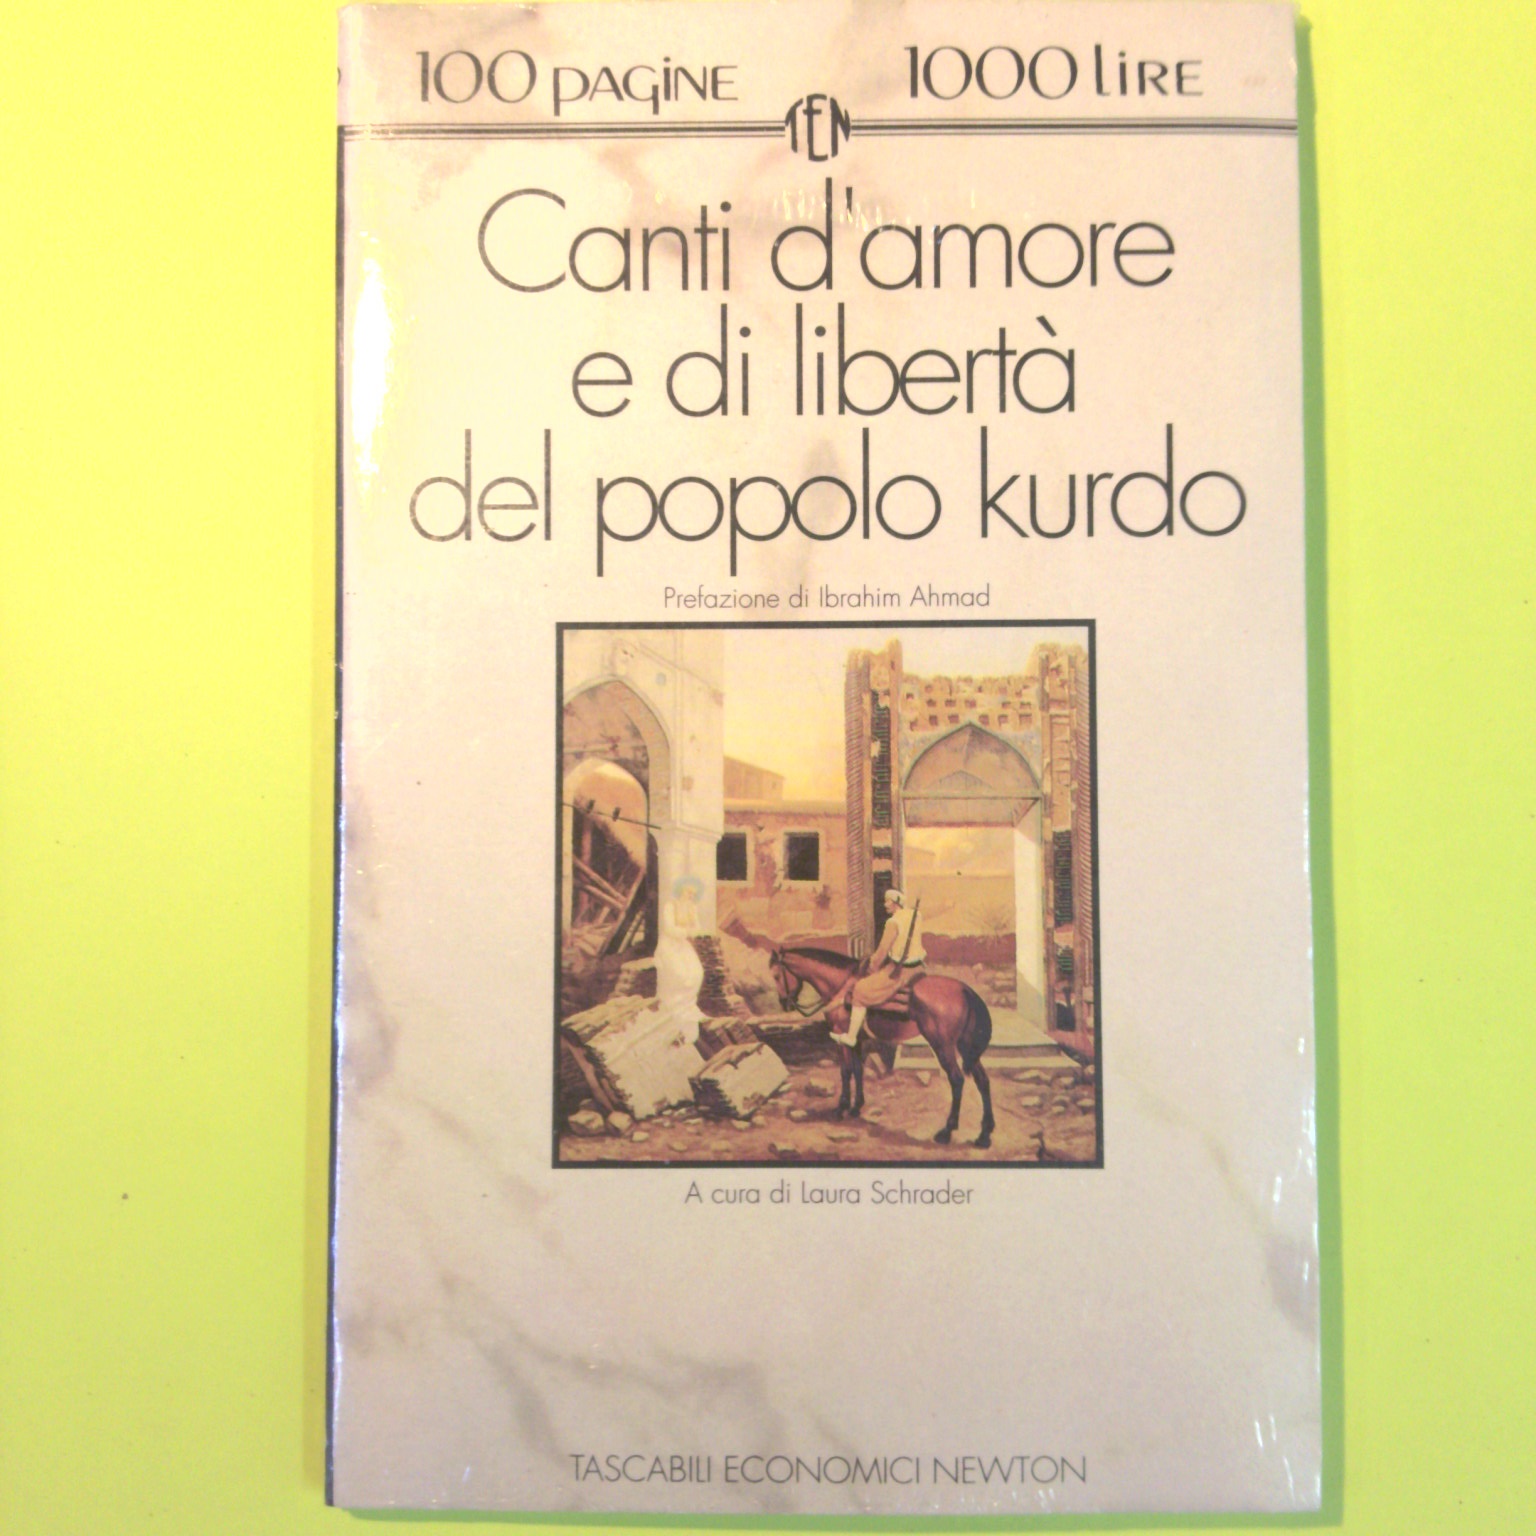 100 PAGINE 1000 LIRE
TEN
Canti d'amore
e di libertà
del popolo kurdo
Prefazione di Ibrahim Ahmad
A cura di Laura Schrader
TASCABILI ECONOMICI NEWTON